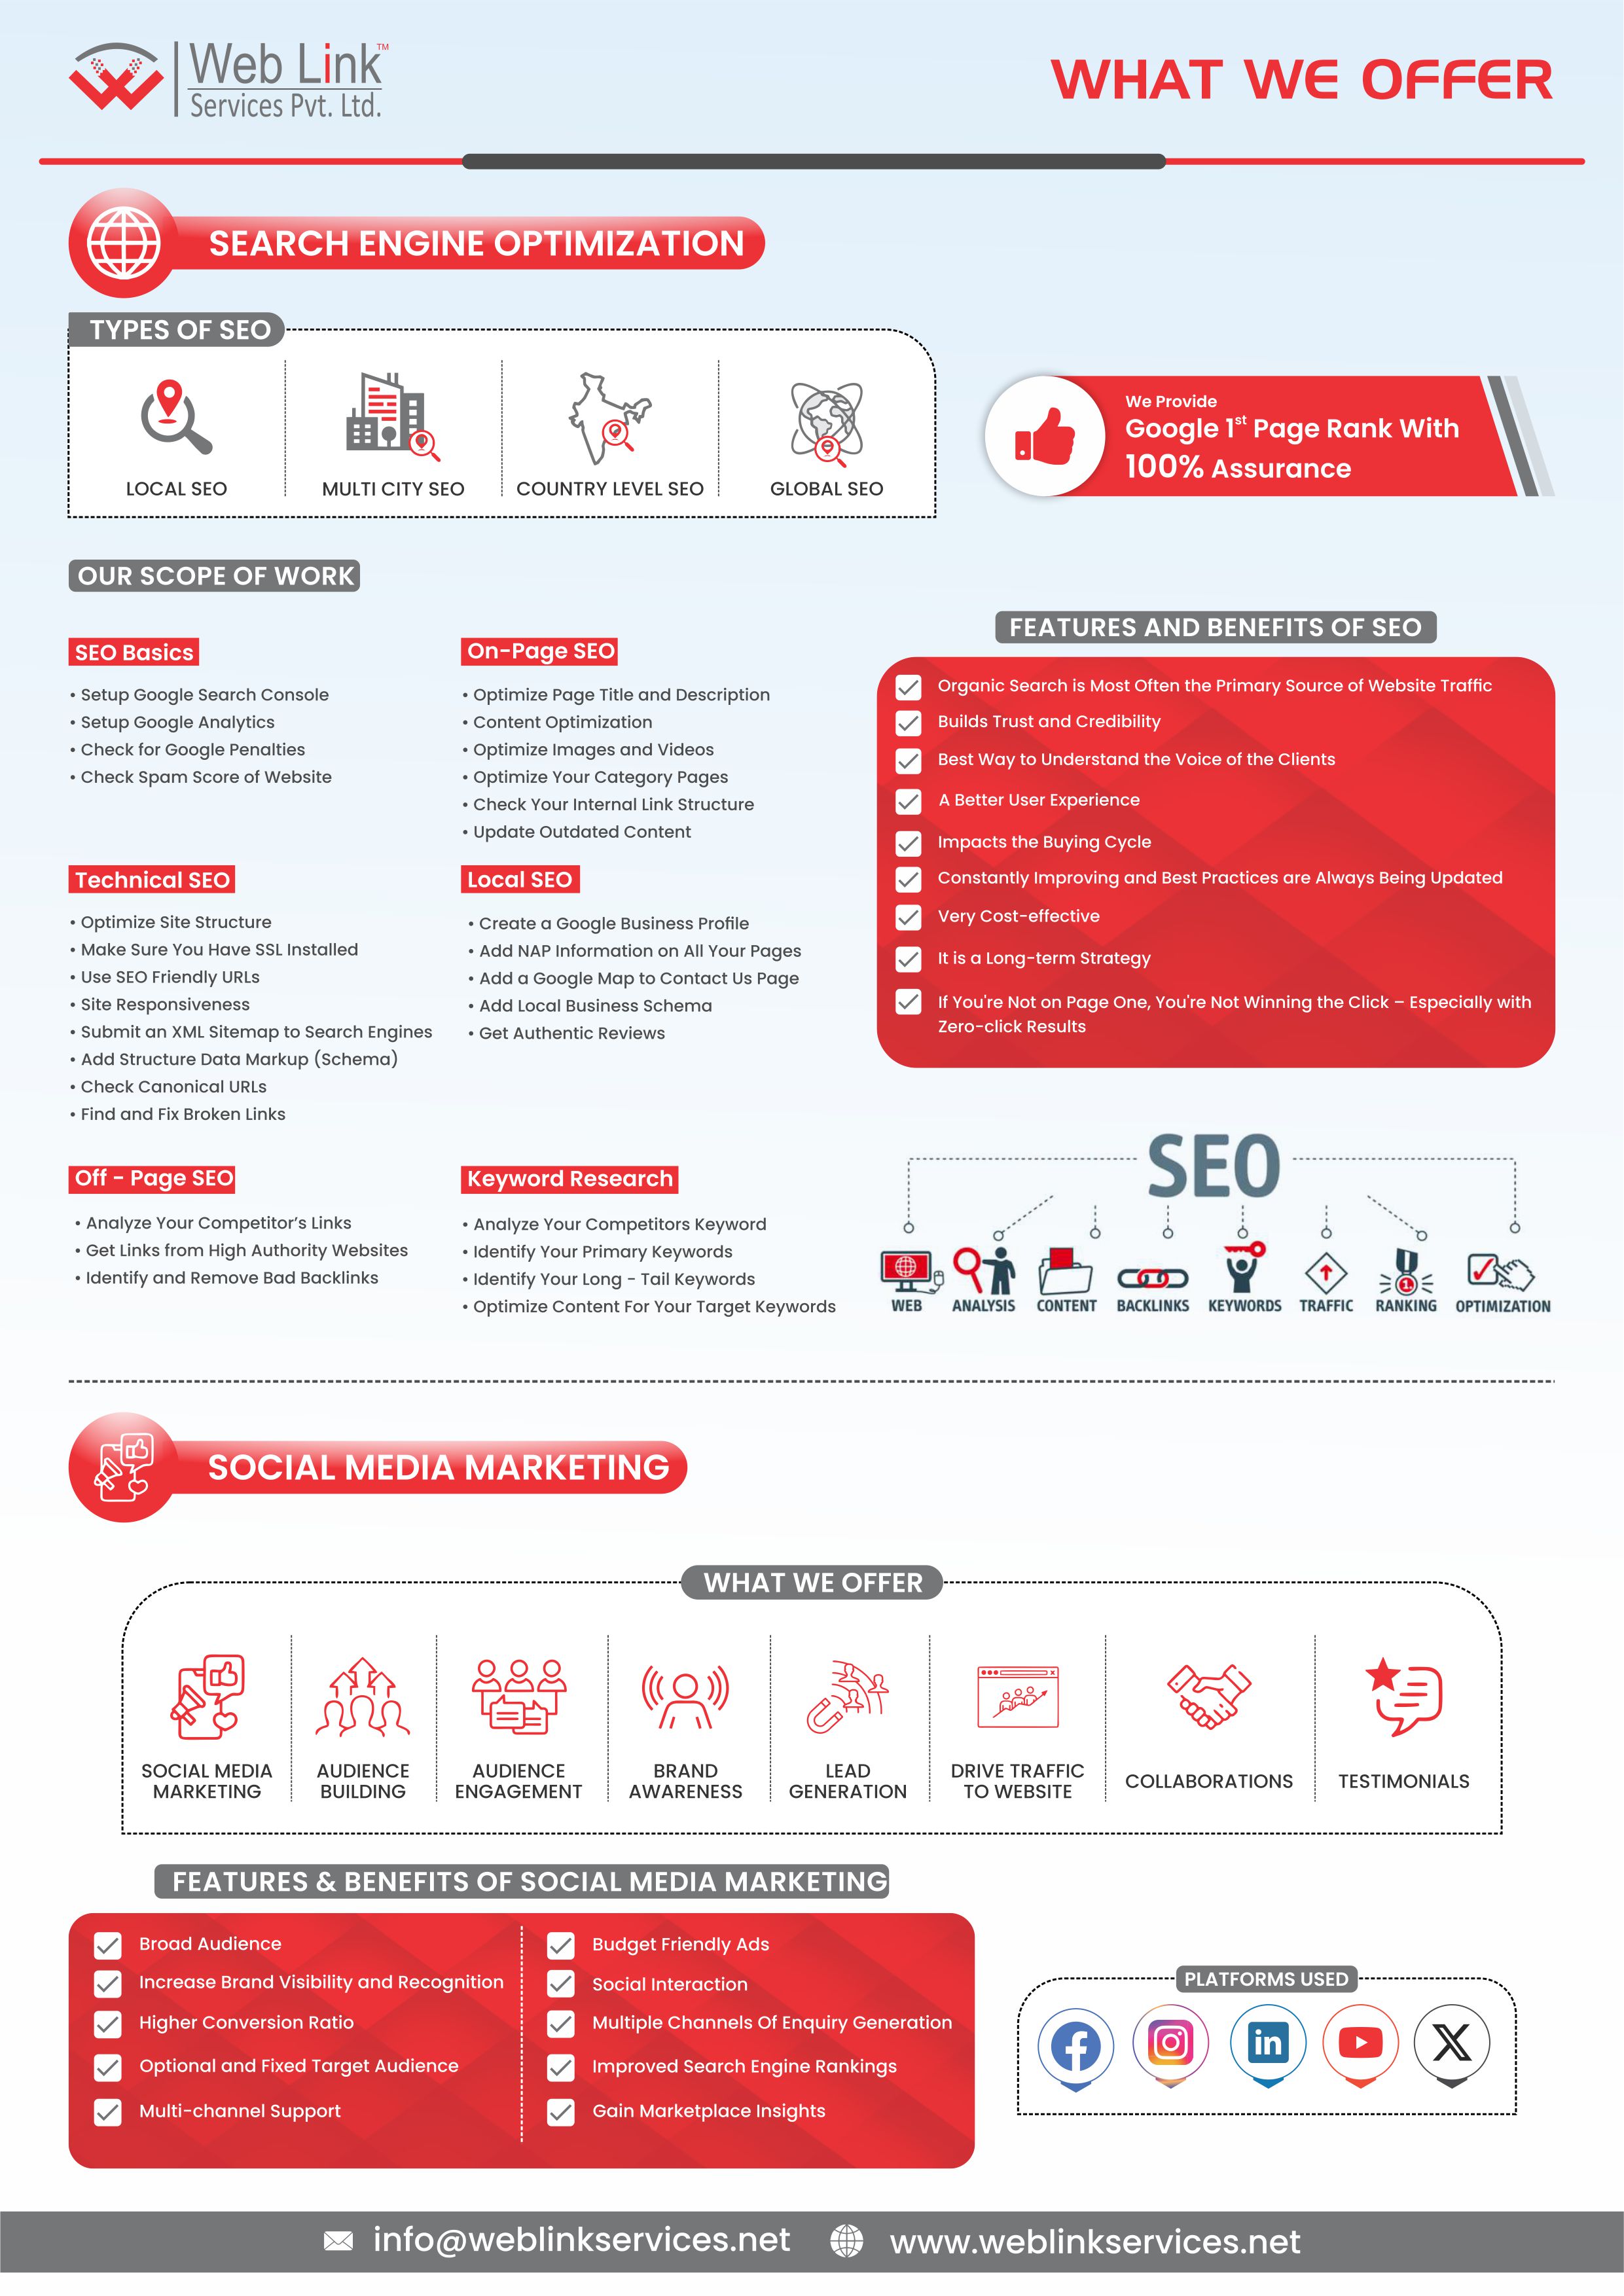 Web Link™
Services Pvt. Ltd.
WHAT WE OFFER
SEARCH ENGINE OPTIMIZATION
TYPES OF SEO
LOCAL SEO
MULTI CITY SEO
COUNTRY LEVEL SEO
GLOBAL SEO
We Provide
Google 1st Page Rank With
100% Assurance
OUR SCOPE OF WORK
SEO Basics
• Setup Google Search Console
• Setup Google Analytics
• Check for Google Penalties
• Check Spam Score of Website
On-Page SEO
• Optimize Page Title and Description
• Content Optimization
• Optimize Images and Videos
• Optimize Your Category Pages
• Check Your Internal Link Structure
• Update Outdated Content
Technical SEO
• Optimize Site Structure
• Make Sure You Have SSL Installed
• Use SEO Friendly URLs
• Site Responsiveness
• Submit an XML Sitemap to Search Engines
• Add Structure Data Markup (Schema)
• Check Canonical URLs
• Find and Fix Broken Links
Local SEO
• Create a Google Business Profile
• Add NAP Information on All Your Pages
• Add a Google Map to Contact Us Page
• Add Local Business Schema
• Get Authentic Reviews
Off - Page SEO
• Analyze Your Competitor's Links
• Get Links from High Authority Websites
• Identify and Remove Bad Backlinks
Keyword Research
• Analyze Your Competitors Keyword
• Identify Your Primary Keywords
• Identify Your Long - Tail Keywords
• Optimize Content For Your Target Keywords
FEATURES AND BENEFITS OF SEO
Organic Search is Most Often the Primary Source of Website Traffic
Builds Trust and Credibility
Best Way to Understand the Voice of the Clients
A Better User Experience
Impacts the Buying Cycle
Constantly Improving and Best Practices are Always Being Updated
Very Cost-effective
It is a Long-term Strategy
If You're Not on Page One, You're Not Winning the Click – Especially with
Zero-click Results
SEO
WEB
ANALYSIS
CONTENT
BACKLINKS
KEYWORDS
TRAFFIC
1
RANKING
OPTIMIZATION
SOCIAL MEDIA MARKETING
WHAT WE OFFER
SOCIAL MEDIA
MARKETING
AUDIENCE
BUILDING
AUDIENCE
ENGAGEMENT
BRAND
AWARENESS
LEAD
GENERATION
DRIVE TRAFFIC
TO WEBSITE
COLLABORATIONS
TESTIMONIALS
FEATURES & BENEFITS OF SOCIAL MEDIA MARKETING
Broad Audience
Increase Brand Visibility and Recognition
Higher Conversion Ratio
Optional and Fixed Target Audience
Multi-channel Support
Budget Friendly Ads
Social Interaction
Multiple Channels Of Enquiry Generation
Improved Search Engine Rankings
Gain Marketplace Insights
PLATFORMS USED
f
in
X
info@weblinkservices.net
www.weblinkservices.net